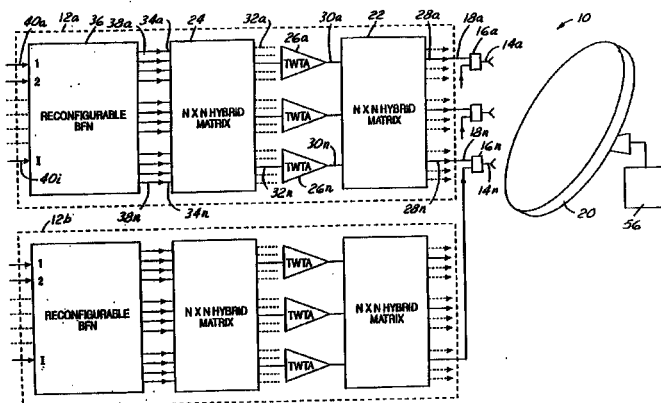 40a 12a 36 38a 34a 24 32a 26a 30a 22 28a 18a 16a 14a 10
1
2
I
RECONFIGURABLE
BFN
N X N HYBRID
MATRIX
TWTA
TWTA
TWTA
N X N HYBRID
MATRIX
40i
38n
34n
32n
26n
30n
28n
18n
16n
14n
20
56
12b
1
2
I
RECONFIGURABLE
BFN
N X N HYBRID
MATRIX
TWTA
TWTA
TWTA
N X N HYBRID
MATRIX